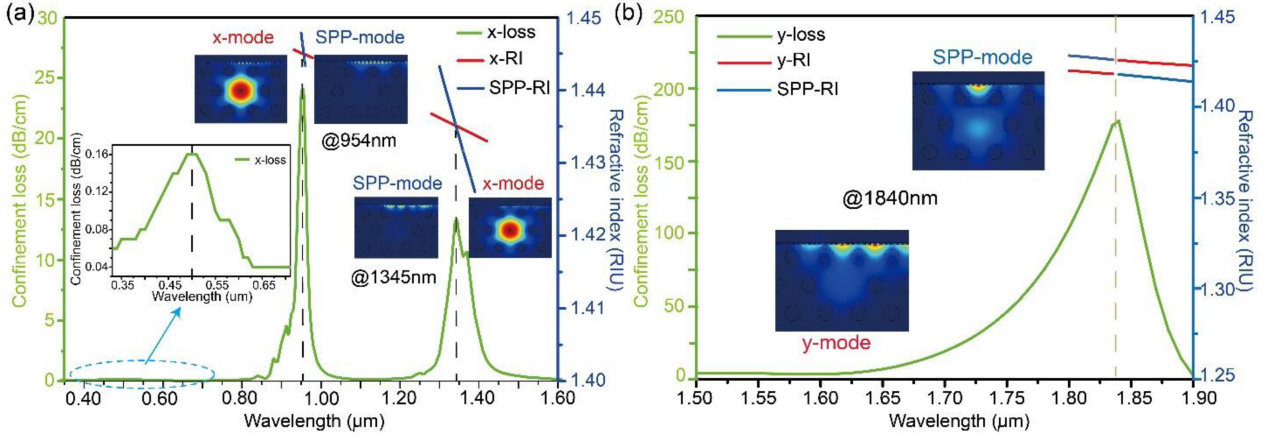 (a)
Confinement loss (dB/cm)
30
25
20
15
10
5
0
0.40
0.60
0.80
1.00
1.20
1.40
1.60
Wavelength (μm)
1.45
1.44
1.43
1.42
1.41
1.40
Refractive index (RIU)
x-mode
SPP-mode
x-loss
x-RI
SPP-RI
@954nm
SPP-mode
x-mode
@1345nm
Confinement loss (dB/cm)
0.16
0.12
0.08
0.04
x-loss
0.35
0.45
0.55
0.65
Wavelength (μm)
(b)
Confinement loss (dB/cm)
250
225
200
175
150
125
100
75
50
25
0
1.50
1.55
1.60
1.65
1.70
1.75
1.80
1.85
1.90
Wavelength (μm)
1.45
1.40
1.35
1.30
1.25
Refractive index (RIU)
y-loss
y-RI
SPP-RI
SPP-mode
@1840nm
y-mode